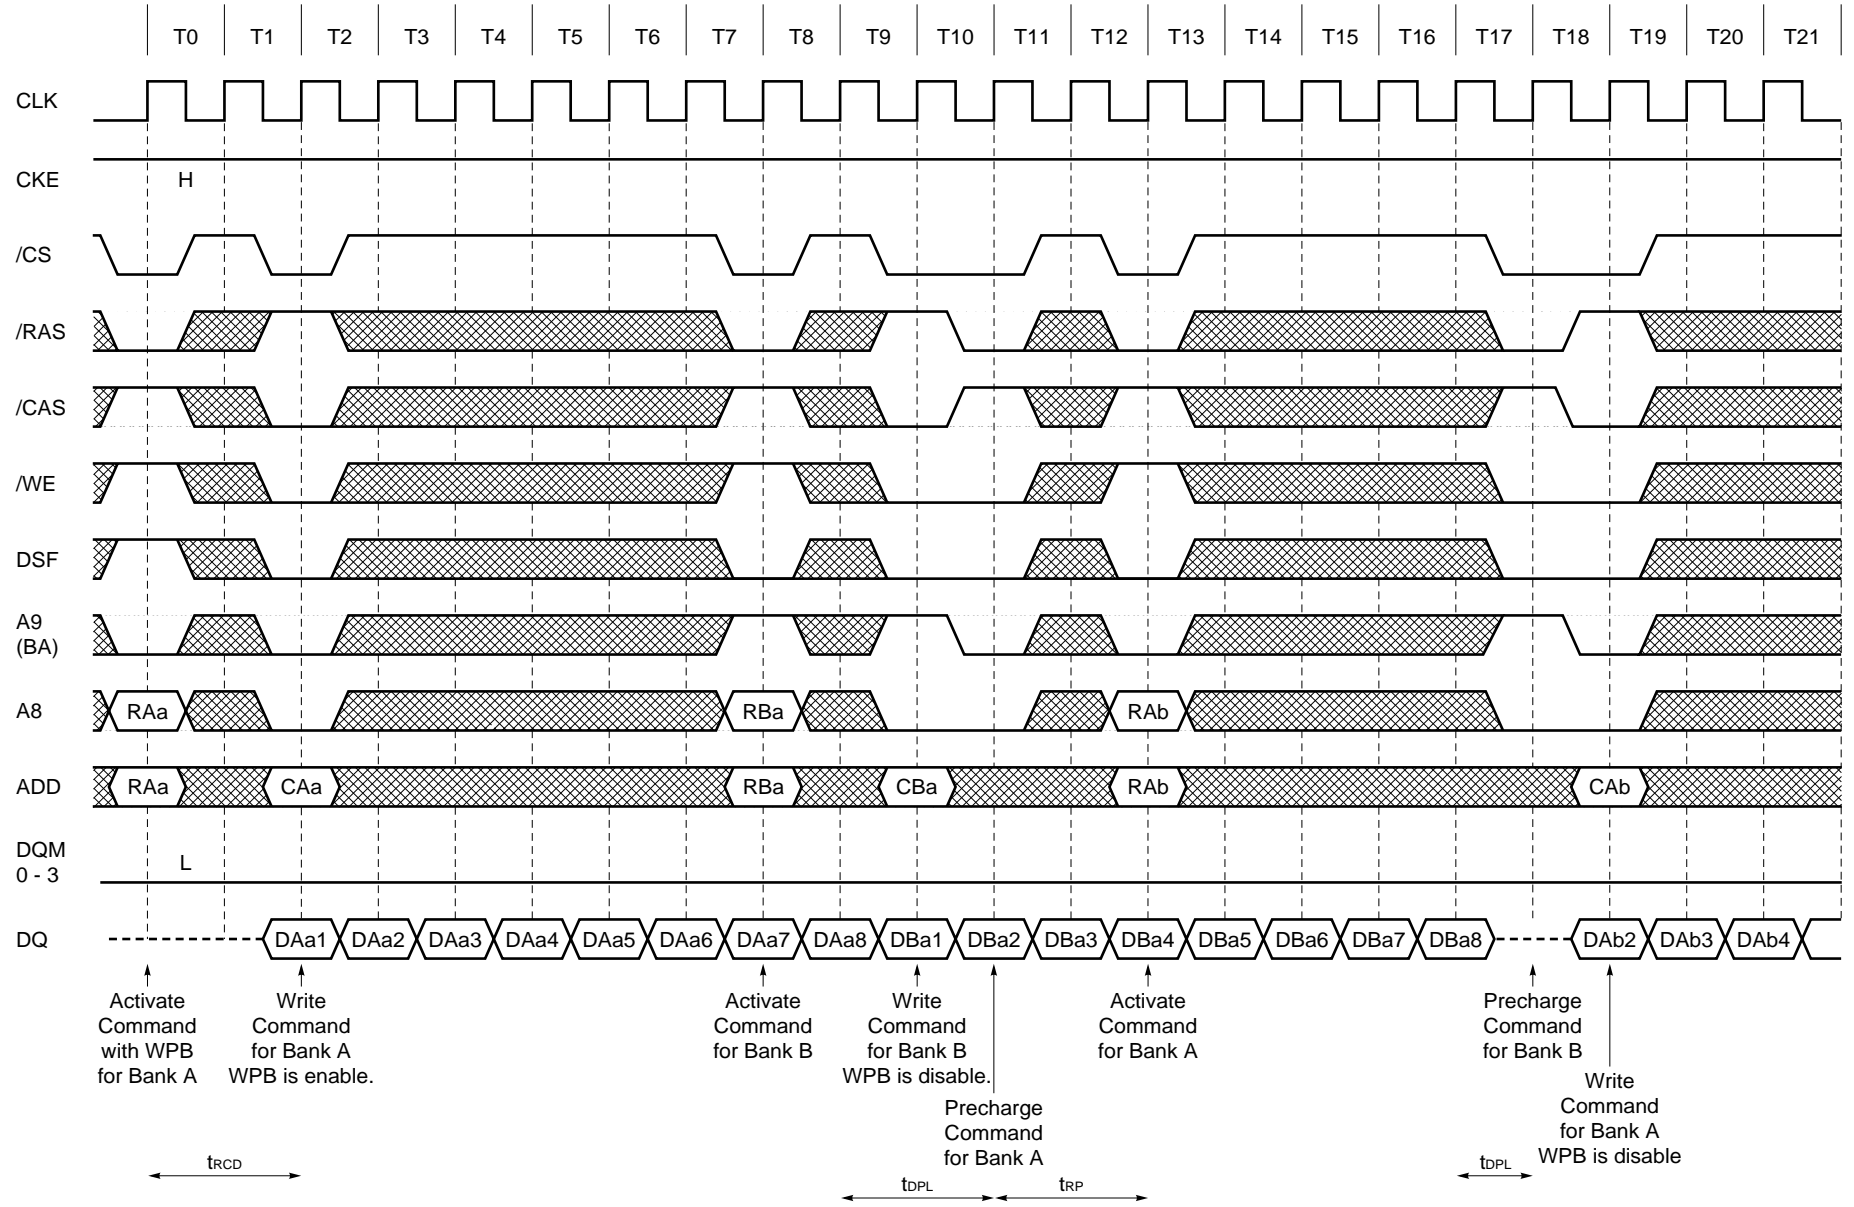 T0 T1 T2 T3 T4 T5 T6 T7 T8 T9 T10 T11 T12 T13 T14 T15 T16 T17 T18 T19 T20 T21
CLK
CKE H
/CS
/RAS
/CAS
/WE
DSF
A9
(BA)
A8 RAa RBa RAb
ADD RAa CAa RBa CBa RAb CAb
DQM
0 - 3 L
DQ DAa1 DAa2 DAa3 DAa4 DAa5 DAa6 DAa7 DAa8 DBa1 DBa2 DBa3 DBa4 DBa5 DBa6 DBa7 DBa8 DAb2 DAb3 DAb4
Activate
Command
with WPB
for Bank A
Write
Command
for Bank A
WPB is enable.
Activate
Command
for Bank B
Write
Command
for Bank B
WPB is disable.
Precharge
Command
for Bank A
Activate
Command
for Bank A
Precharge
Command
for Bank B
Write
Command
for Bank A
WPB is disable
tRCD
tDPL
tRP
tDPL